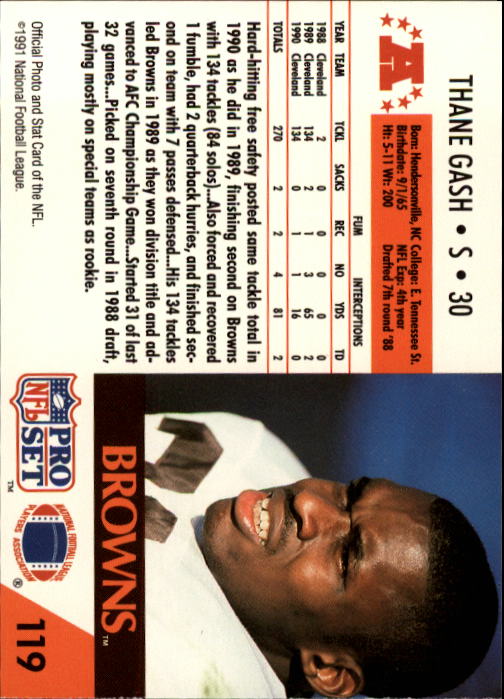 THANE GASH • S • 30
A
Born: Hendersonville, NC College: E. Tennessee St.
Birthdate: 9/1/65 NFL Exp: 4th year
Ht: 5-11 Wt: 200 Drafted 7th round '88
FUM INTERCEPTIONS
YEAR TEAM TCKL SACKS REC NO YDS TD
1988 Cleveland 2 0 0 0 0 0
1989 Cleveland 134 2 1 3 65 2
1990 Cleveland 134 0 1 1 16 0
TOTALS 270 2 2 4 81 2
Hard-hitting free safety posted same tackle total in
1990 as he did in 1989, finishing second on Browns
with 134 tackles (84 solos)...Also forced and recovered
1 fumble, had 2 quarterback hurries, and finished sec-
ond on team with 7 passes defensed...His 134 tackles
led Browns in 1989 as they won division title and ad-
vanced to AFC Championship Game...Started 31 of last
32 games...Picked on seventh round in 1988 draft,
playing mostly on special teams as rookie.
Official Photo and Stat Card of the NFL.
©1991 National Football League.
BROWNS™
PRO
NFL
SET
™
NATIONAL FOOTBALL LEAGUE
PLAYERS ASSOCIATION
®
119